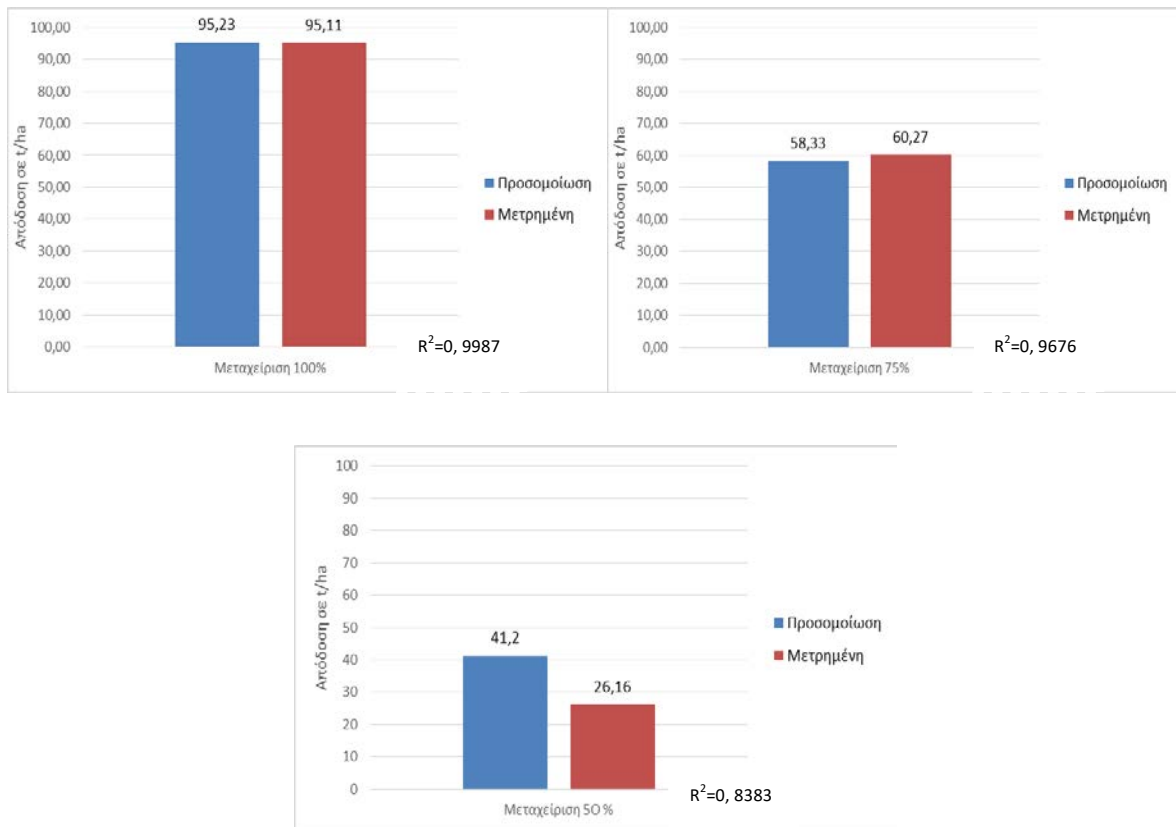 100,00
90,00
80,00
70,00
60,00
50,00
40,00
30,00
20,00
10,00
0,00
Απόδοση σε t/ha
95,23
95,11
Προσομοίωση
Μετρημένη
Μεταχείριση 100%
R²=0, 9987
100,00
90,00
80,00
70,00
60,00
50,00
40,00
30,00
20,00
10,00
0,00
Απόδοση σε t/ha
58,33
60,27
Προσομοίωση
Μετρημένη
Μεταχείριση 75%
R²=0, 9676
100
90
80
70
60
50
40
30
20
10
0
Απόδοση σε t/ha
41,2
26,16
Προσομοίωση
Μετρημένη
Μεταχείριση 50 %
R²=0, 8383